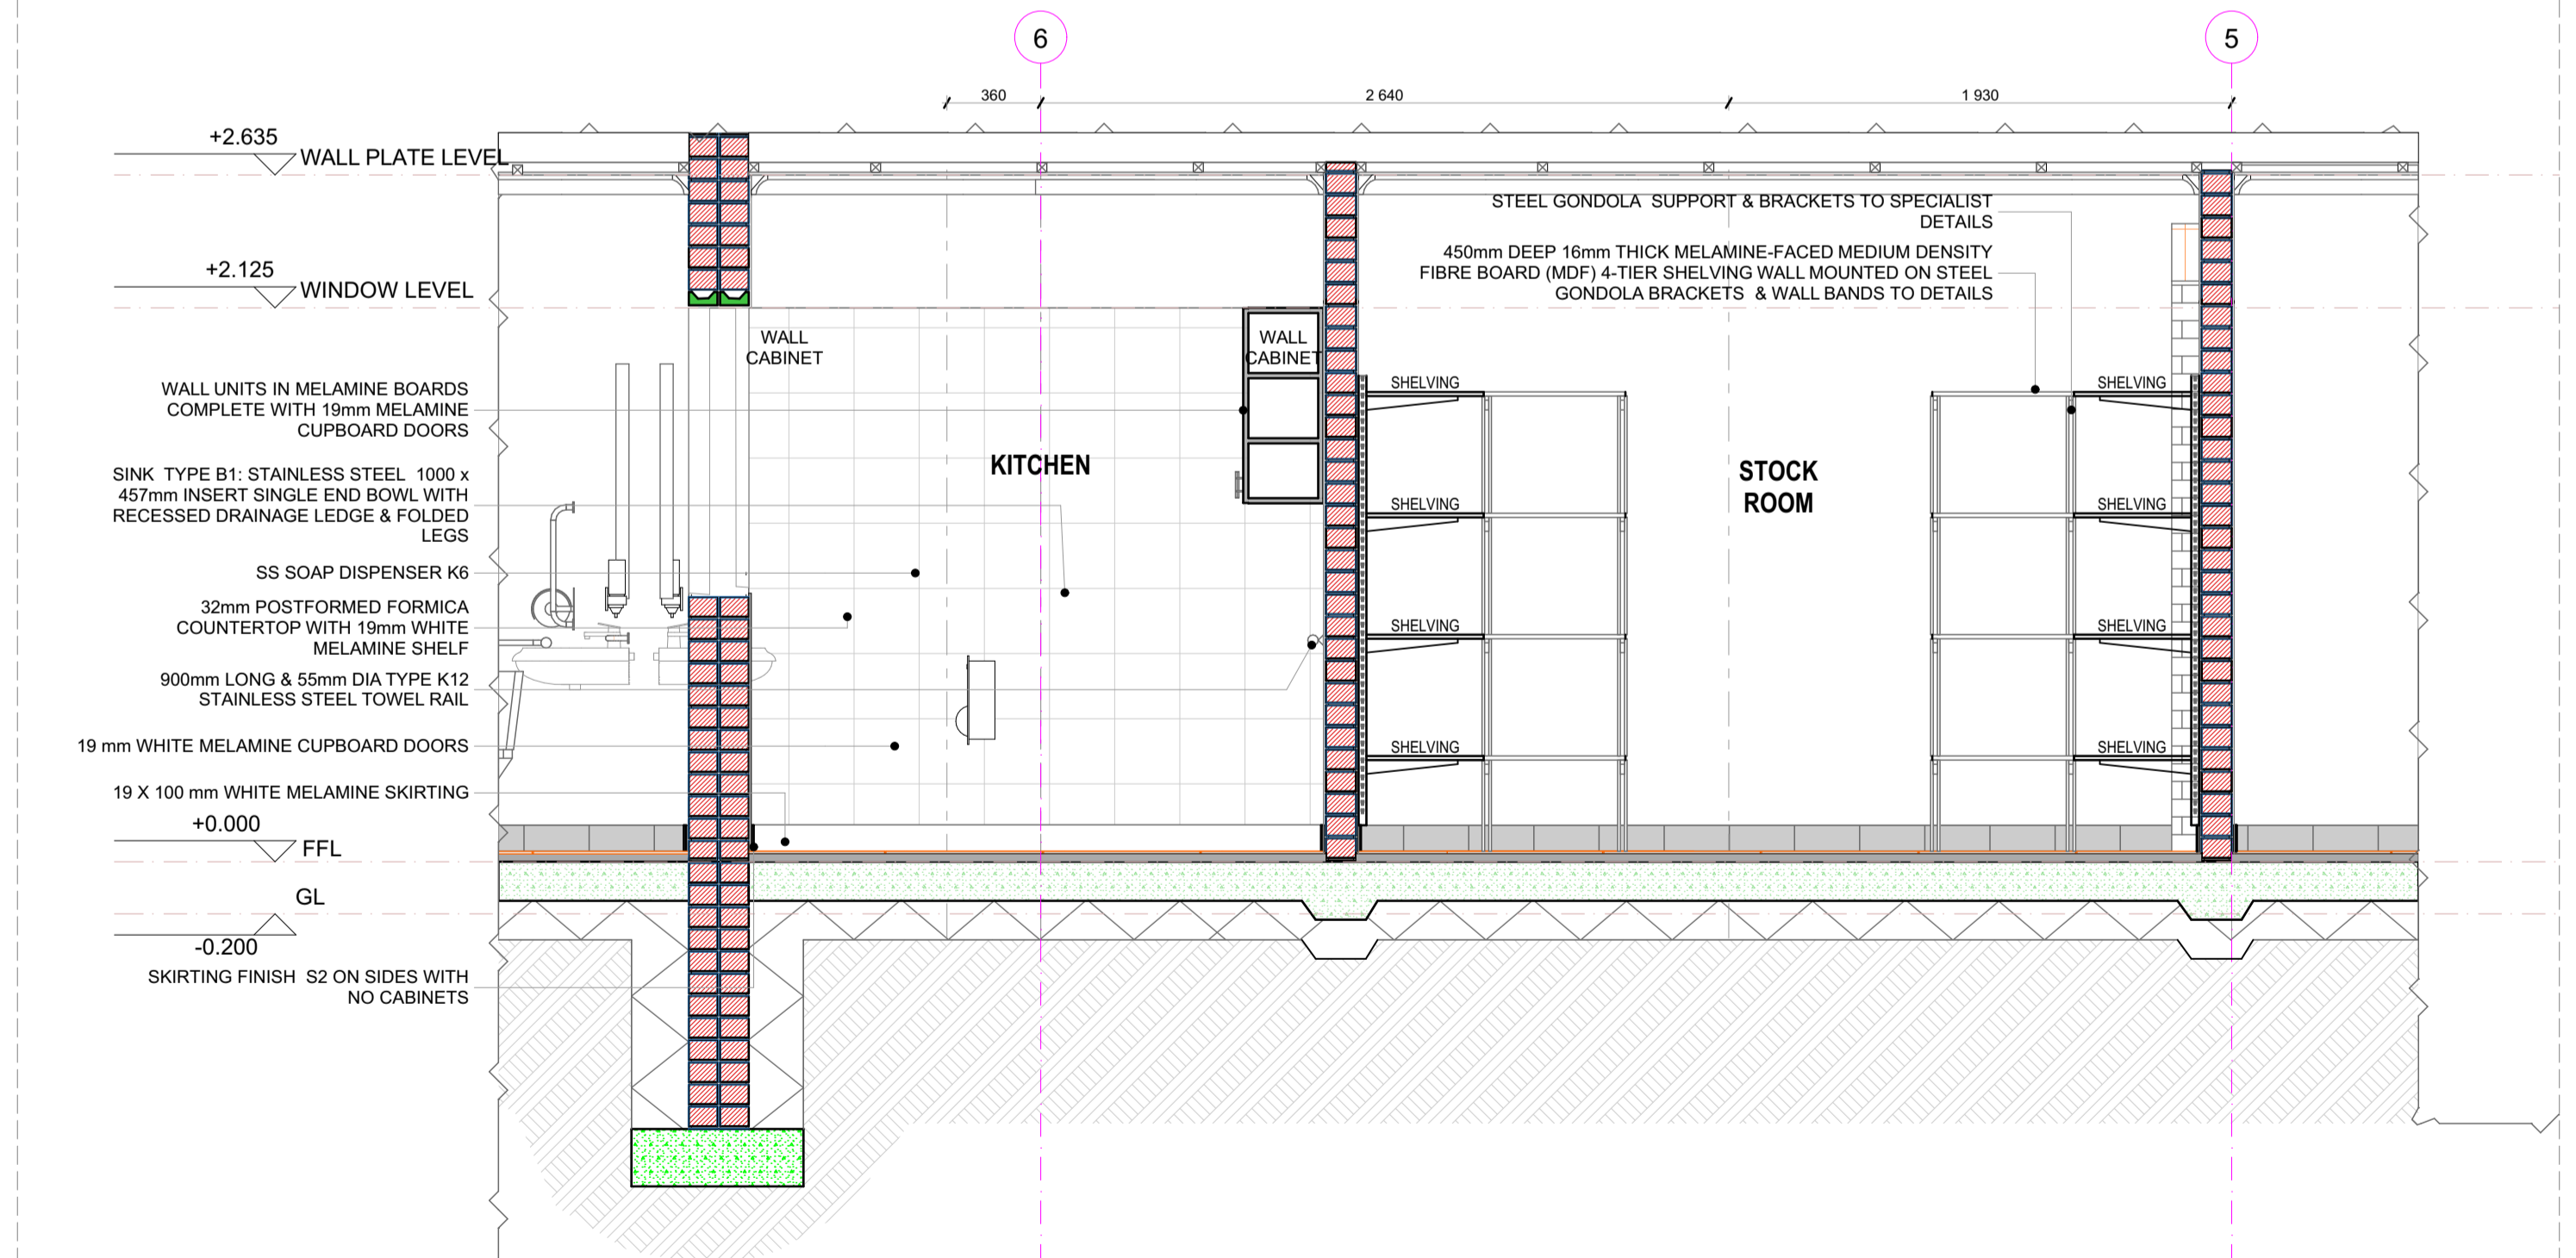 6
5
360
2 640
1 930
+2.635
WALL PLATE LEVEL
+2.125
WINDOW LEVEL
WALL UNITS IN MELAMINE BOARDS
COMPLETE WITH 19mm MELAMINE
CUPBOARD DOORS
SINK TYPE B1: STAINLESS STEEL 1000 x
457mm INSERT SINGLE END BOWL WITH
RECESSED DRAINAGE LEDGE & FOLDED
LEGS
SS SOAP DISPENSER K6
32mm POSTFORMED FORMICA
COUNTERTOP WITH 19mm WHITE
MELAMINE SHELF
900mm LONG & 55mm DIA TYPE K12
STAINLESS STEEL TOWEL RAIL
19 mm WHITE MELAMINE CUPBOARD DOORS
19 X 100 mm WHITE MELAMINE SKIRTING
+0.000
FFL
GL
-0.200
SKIRTING FINISH S2 ON SIDES WITH
NO CABINETS
WALL
CABINET
WALL
CABINET
KITCHEN
STEEL GONDOLA SUPPORT & BRACKETS TO SPECIALIST
DETAILS
450mm DEEP 16mm THICK MELAMINE-FACED MEDIUM DENSITY
FIBRE BOARD (MDF) 4-TIER SHELVING WALL MOUNTED ON STEEL
GONDOLA BRACKETS & WALL BANDS TO DETAILS
SHELVING
SHELVING
SHELVING
SHELVING
STOCK
ROOM
SHELVING
SHELVING
SHELVING
SHELVING